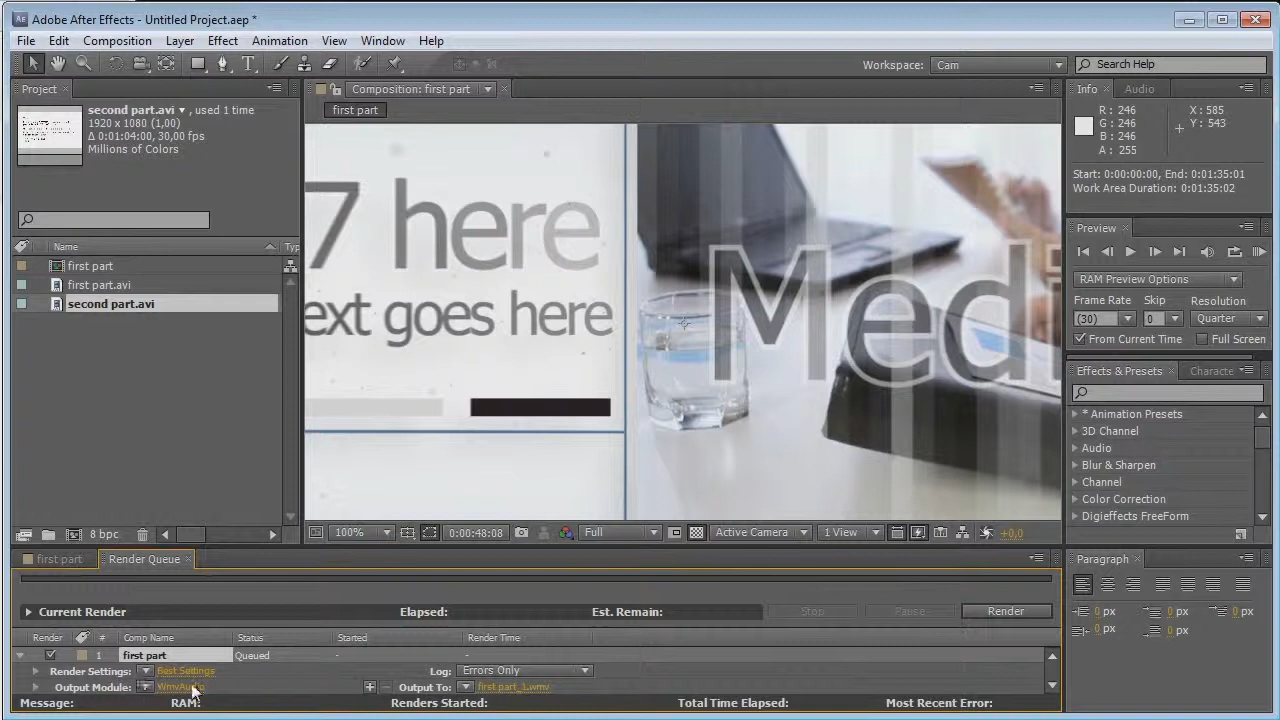 Adobe After Effects - Untitled Project.aep *
File Edit Composition Layer Effect Animation View Window Help
Workspace: Cam Search Help
Project
second part.avi , used 1 time
1920 x 1080 (1,00)
Δ 0:01:04:00, 30,00 fps
Millions of Colors
Name Typ
first part
first part.avi
second part.avi
8 bpc
Composition: first part
first part
7 here
ext goes here
Medi
100% 0:00:48:08 Full Active Camera 1 View +0,0
Info Audio
R : 246 X : 585
G : 246 Y : 543
B : 246
A : 255
Start: 0:00:00:00, End: 0:01:35:01
Work Area Duration: 0:01:35:02
Preview
RAM Preview Options
Frame Rate Skip Resolution
(30) 0 Quarter
From Current Time Full Screen
Effects & Presets Characte
* Animation Presets
3D Channel
Audio
Blur & Sharpen
Channel
Color Correction
Digieffects FreeForm
first part Render Queue
Current Render Elapsed: Est. Remain: Stop Pause Render
Render # Comp Name Status Started Render Time
1 first part Queued - -
Render Settings: Best Settings Log: Errors Only
Output Module: WmvAudio Output To: first part_1.wmv
Message: RAM: Renders Started: Total Time Elapsed: Most Recent Error:
Paragraph
0 px 0 px 0 px
0 px 0 px